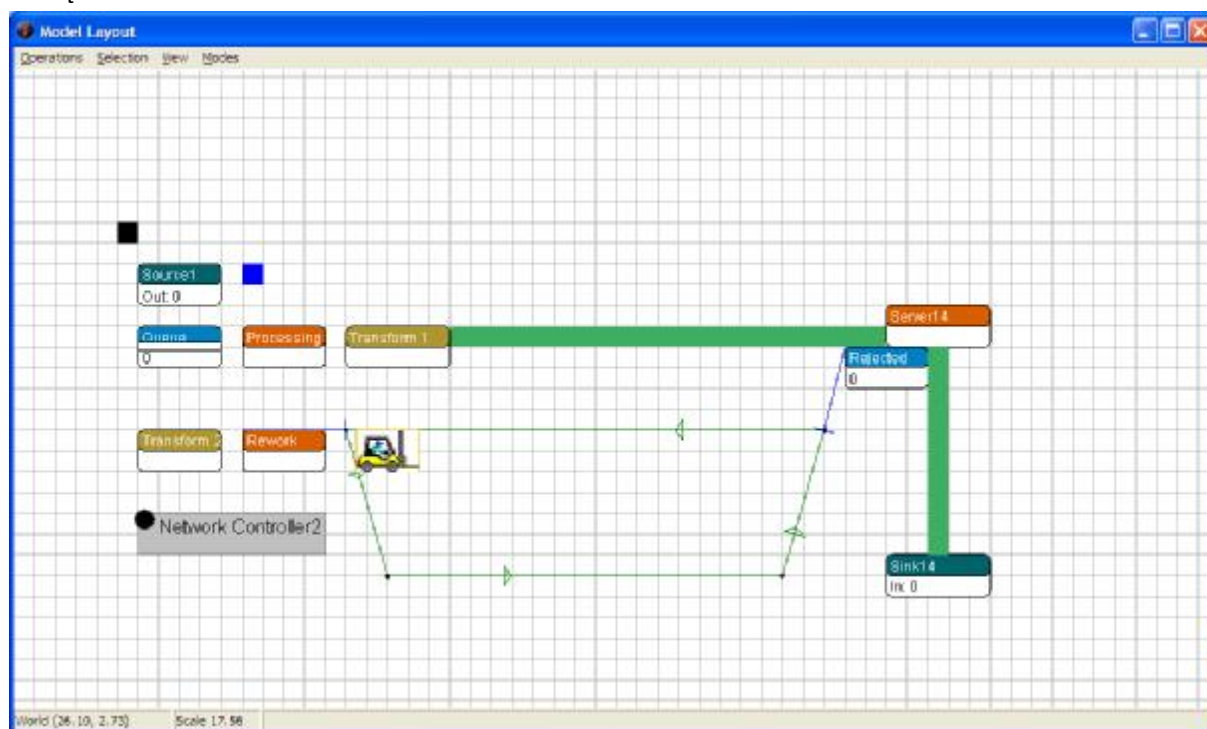 Model Layout
Operations Selection View Modes
Source1
Out: 0
Server14
Queue
0
Processing
Transform 1
Rejected
0
Transform 2
Rework
Network Controller2
Sink14
In: 0
World (26.19, 2.73) Scale 17.56